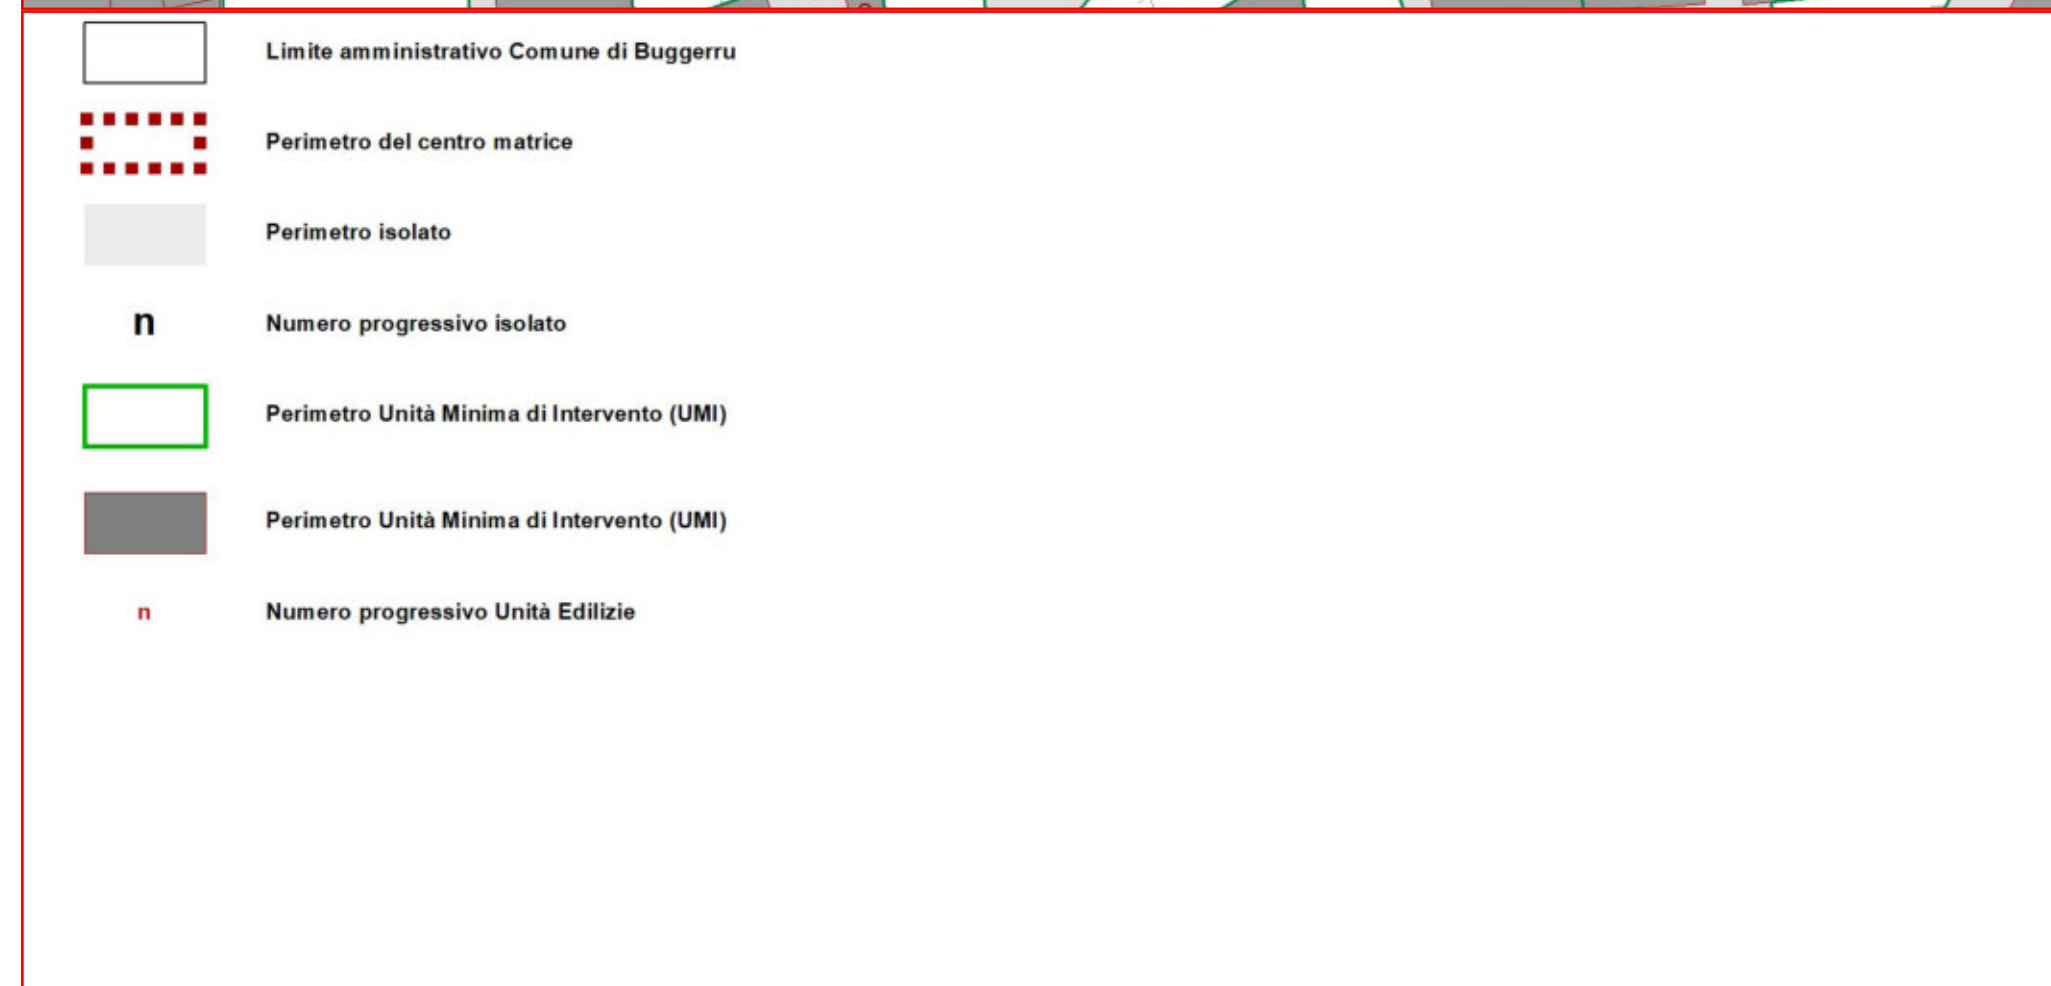 Limite amministrativo Comune di Buggerru
Perimetro del centro matrice
Perimetro isolato
n Numero progressivo isolato
Perimetro Unità Minima di Intervento (UMI)
Perimetro Unità Minima di Intervento (UMI)
n Numero progressivo Unità Edilizie